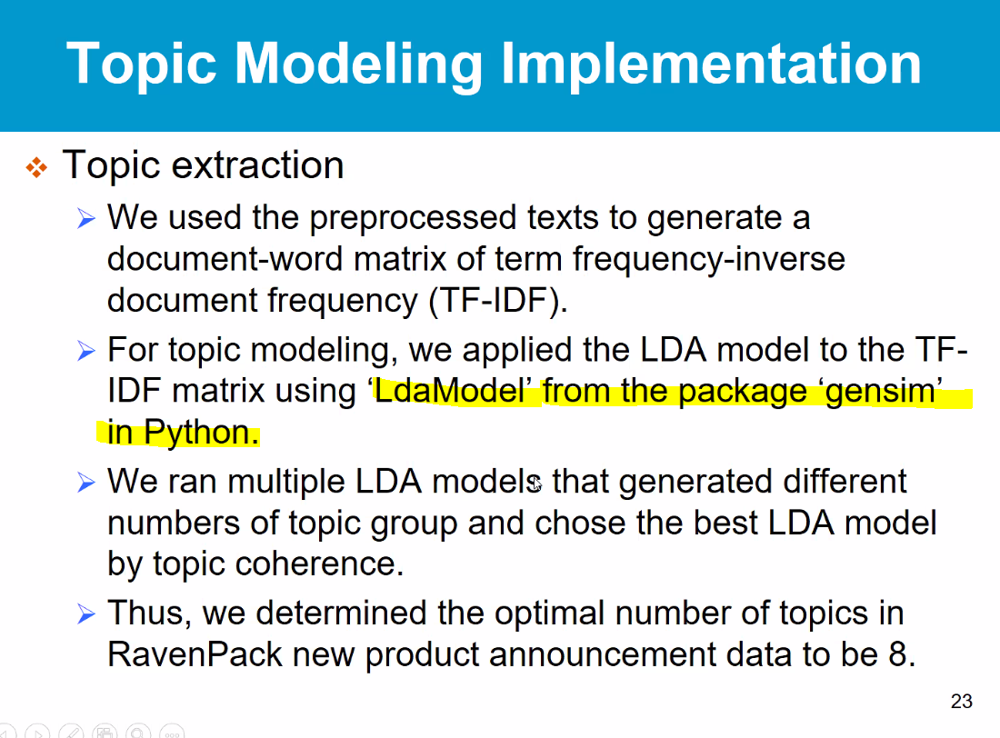 Topic Modeling Implementation
Topic extraction
We used the preprocessed texts to generate a
document-word matrix of term frequency-inverse
document frequency (TF-IDF).
For topic modeling, we applied the LDA model to the TF-
IDF matrix using ‘LdaModel’ from the package ‘gensim’
in Python.
We ran multiple LDA models that generated different
numbers of topic group and chose the best LDA model
by topic coherence.
Thus, we determined the optimal number of topics in
RavenPack new product announcement data to be 8.
23